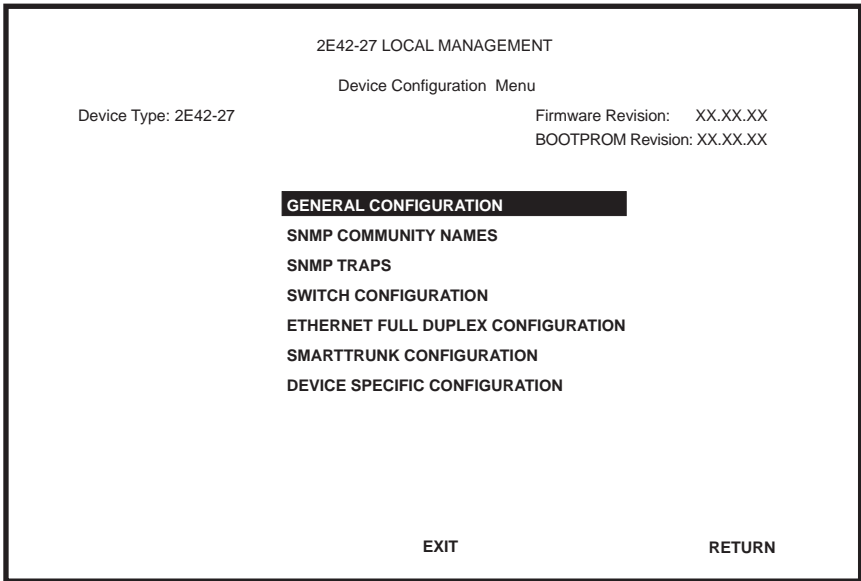 2E42-27 LOCAL MANAGEMENT
Device Configuration Menu
Device Type: 2E42-27 Firmware Revision: XX.XX.XX
BOOTPROM Revision: XX.XX.XX
GENERAL CONFIGURATION
SNMP COMMUNITY NAMES
SNMP TRAPS
SWITCH CONFIGURATION
ETHERNET FULL DUPLEX CONFIGURATION
SMARTTRUNK CONFIGURATION
DEVICE SPECIFIC CONFIGURATION
EXIT RETURN